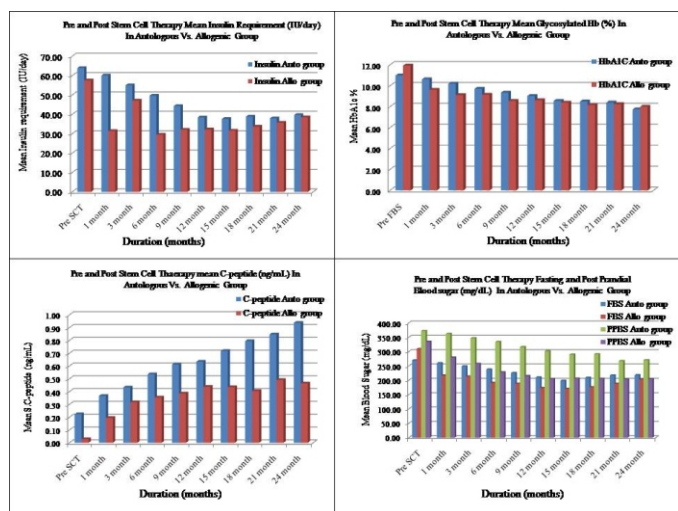 Pre and Post Stem Cell Therapy Mean Insulin Requirement (IU/day)
In Autologous Vs. Allogenic Group
Insulin Auto group
Insulin Allo group
70.00
60.00
50.00
40.00
30.00
20.00
10.00
0.00
Mean Insulin requirement (IU/day)
Pre SCT
1 month
3 month
6 month
9 month
12 month
15 month
18 month
21 month
24 month
Duration (months)
Pre and Post Stem Cell Therapy Mean Glycosylated Hb (%) In
Autologous Vs. Allogenic Group
HbA1C Auto group
HbA1C Allo group
12.00
10.00
8.00
6.00
4.00
2.00
0.00
Mean HbA1c %
Pre FBS
1 month
3 month
6 month
9 month
12 month
15 month
18 month
21 month
24 month
Duration (months)
Pre and Post Stem Cell Thaerapy mean C-peptide (ng/mL) In
Autologous Vs. Allogenic Group
C-peptide Auto group
C-peptide Allo group
1.00
0.90
0.80
0.70
0.60
0.50
0.40
0.30
0.20
0.10
0.00
Mean S.C-peptide (ng/mL)
Pre SCT
1 month
3 month
6 month
9 month
12 month
15 month
18 month
21 month
24 month
Duration (months)
Pre and Post Stem Cell Therapy Fasting and Post Prandial
Blood sugar (mg/dL) In Autologous Vs. Allogenic Group
FBS Auto group
FBS Allo group
PPBS Auto group
PPBS Allo group
400.00
350.00
300.00
250.00
200.00
150.00
100.00
50.00
0.00
Mean Blood Sugar (mg/dL)
Pre SCT
1 month
3 month
6 month
9 month
12 month
15 month
18 month
21 month
24 month
Duration (months)